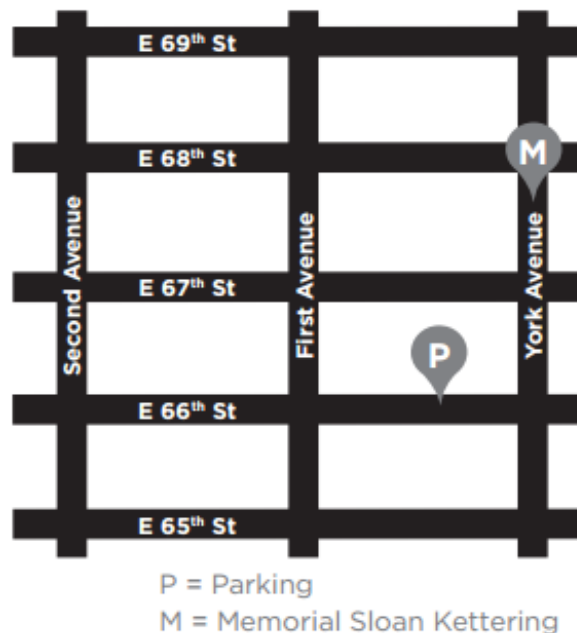 E 69th St
E 68th St
M
Second Avenue
First Avenue
York Avenue
E 67th St
P
E 66th St
E 65th St
P = Parking
M = Memorial Sloan Kettering